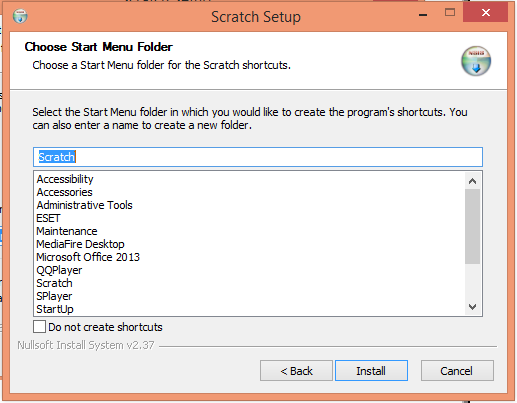 Scratch Setup
Choose Start Menu Folder
Choose a Start Menu folder for the Scratch shortcuts.
Select the Start Menu folder in which you would like to create the program's shortcuts. You
can also enter a name to create a new folder.
Scratch
Accessibility
Accessories
Administrative Tools
ESET
Maintenance
MediaFire Desktop
Microsoft Office 2013
QQPlayer
Scratch
SPlayer
StartUp
Do not create shortcuts
Nullsoft Install System v2.37
< Back
Install
Cancel